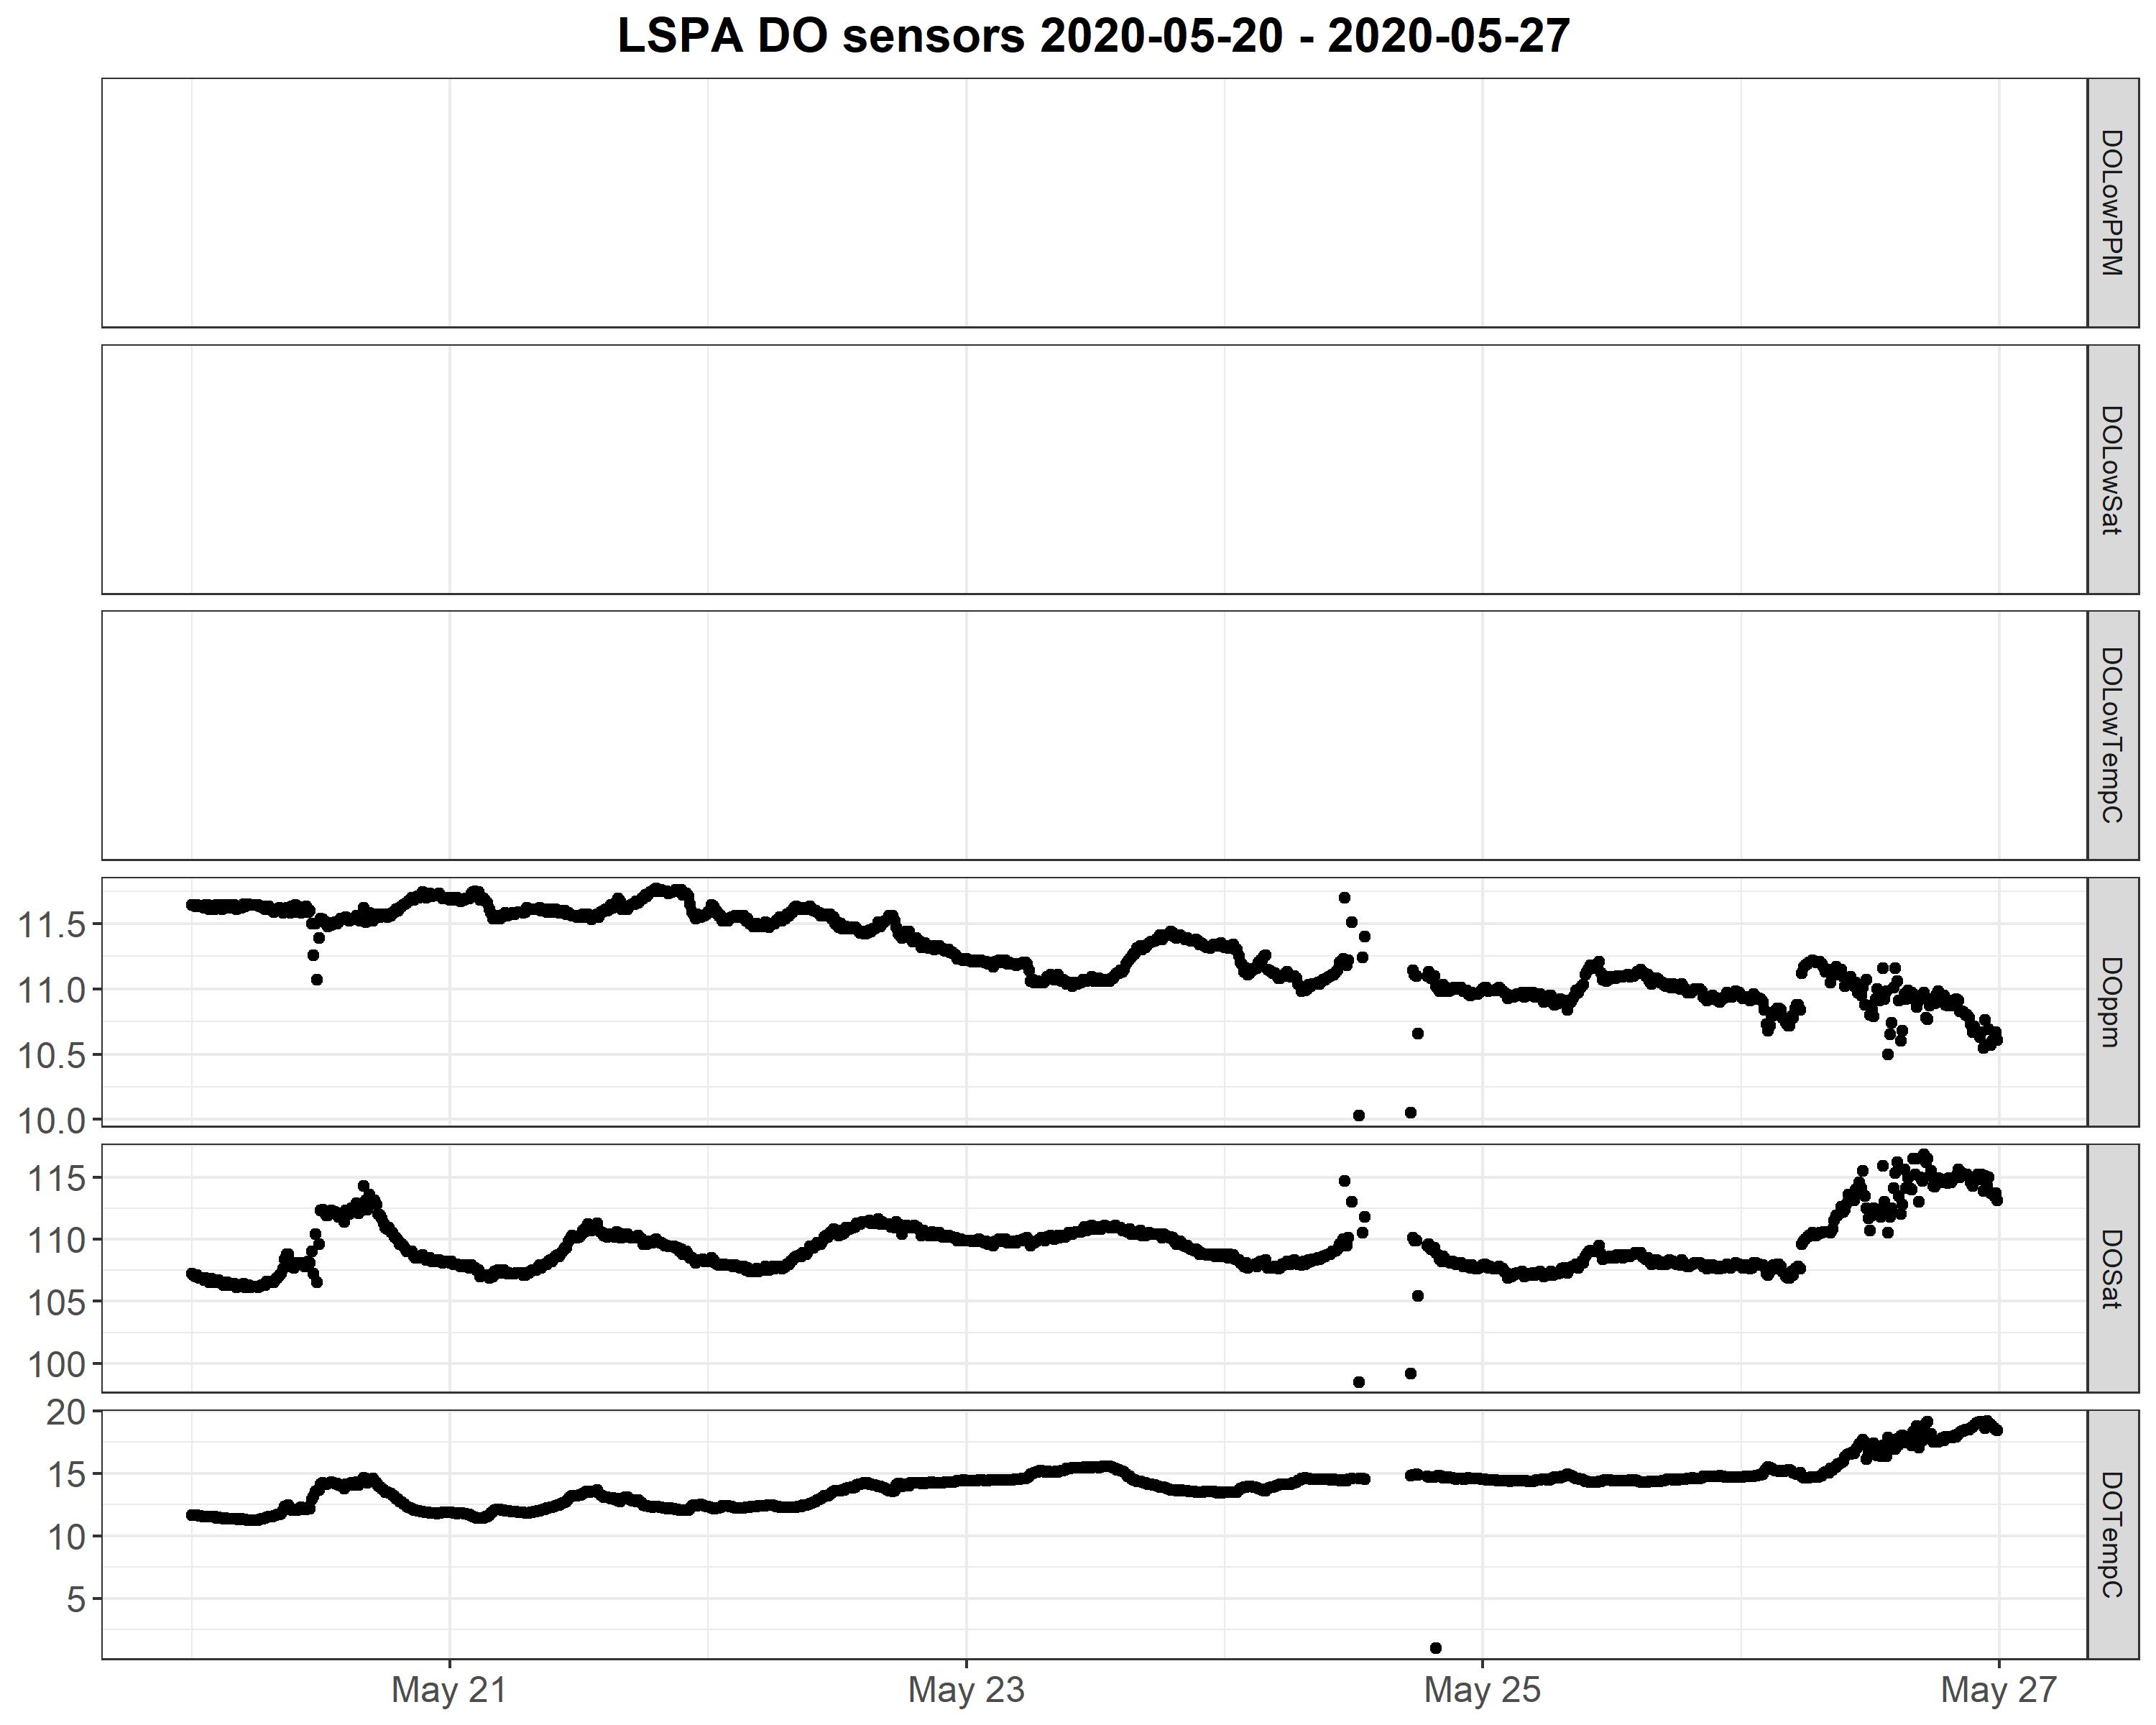 LSPA DO sensors 2020-05-20 - 2020-05-27
DOLowPPM
DOLowSat
DOLowTempC
11.5
11.0
10.5
10.0
DOppm
115
110
105
100
DOSat
20
15
10
5
DOTempC
May 21
May 23
May 25
May 27